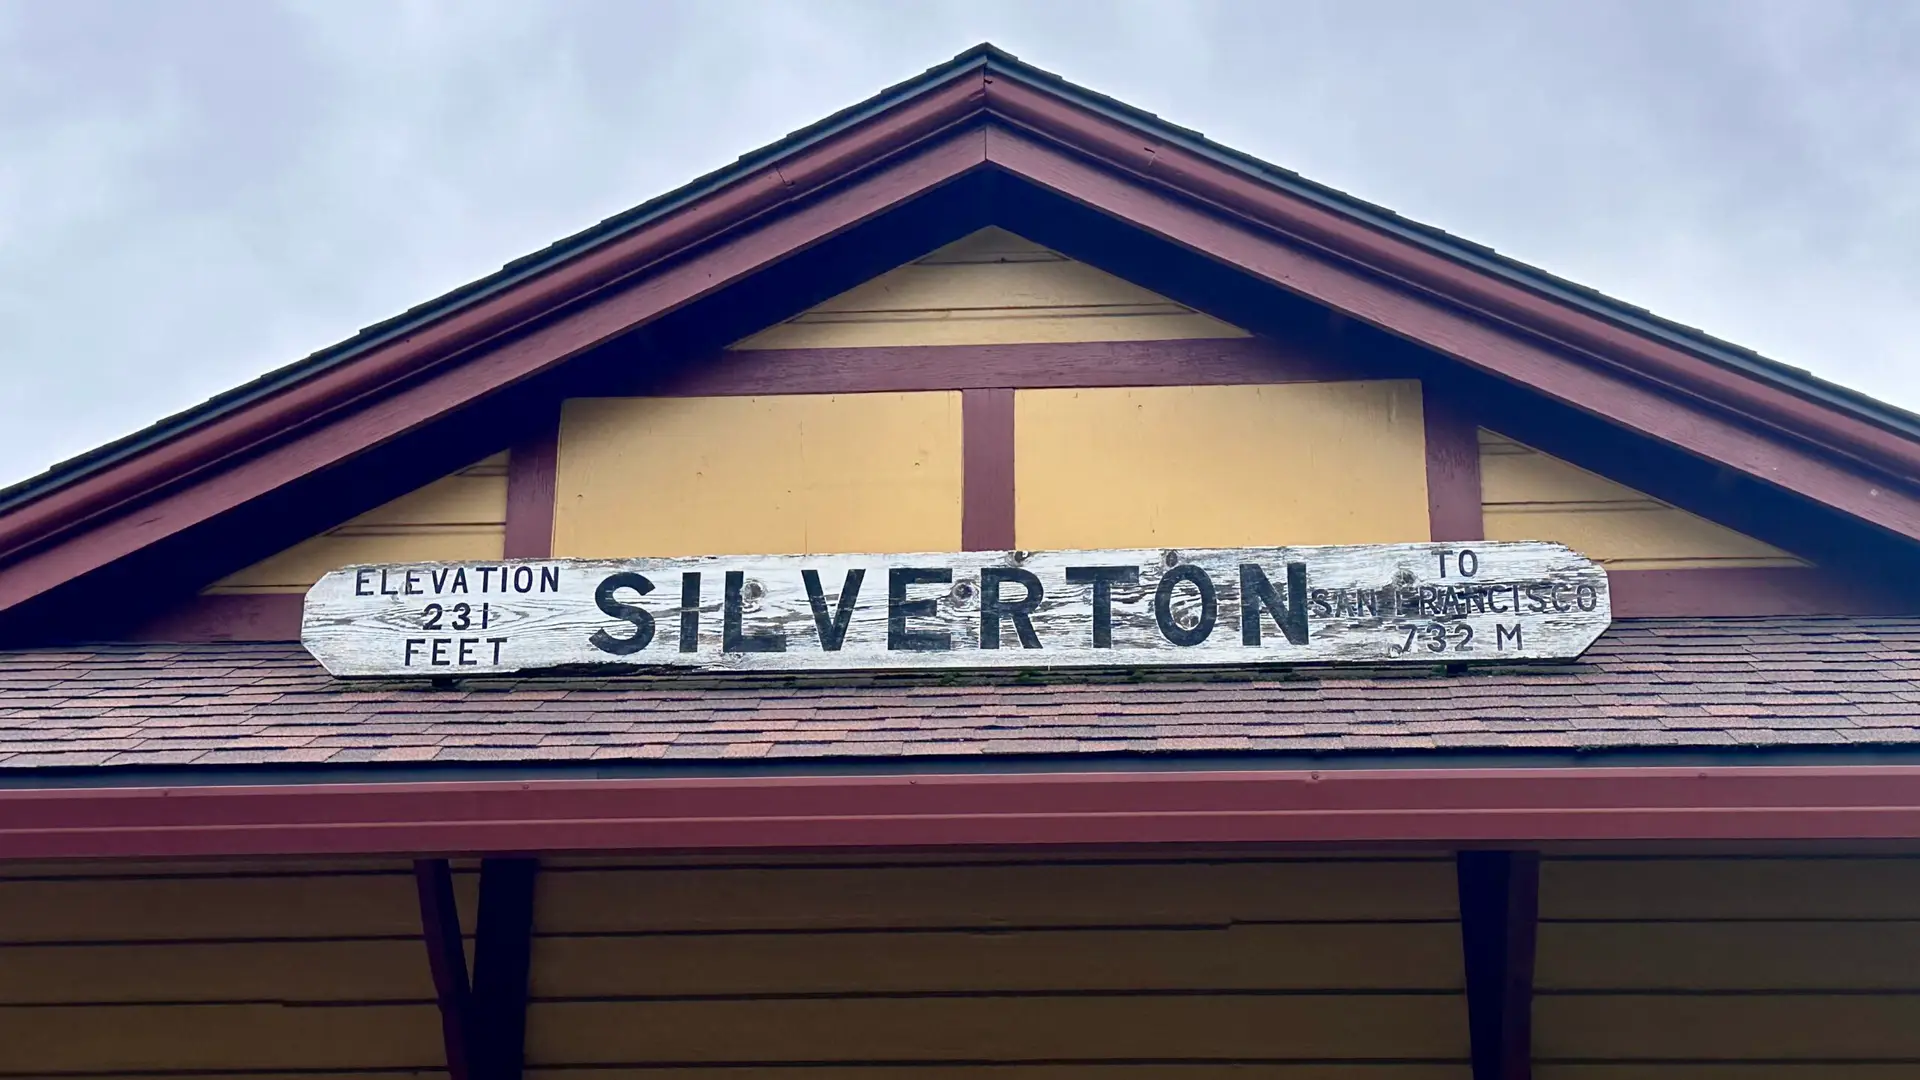 ELEVATION
231
FEET
SILVERTON
TO
SAN FRANCISCO
732 M